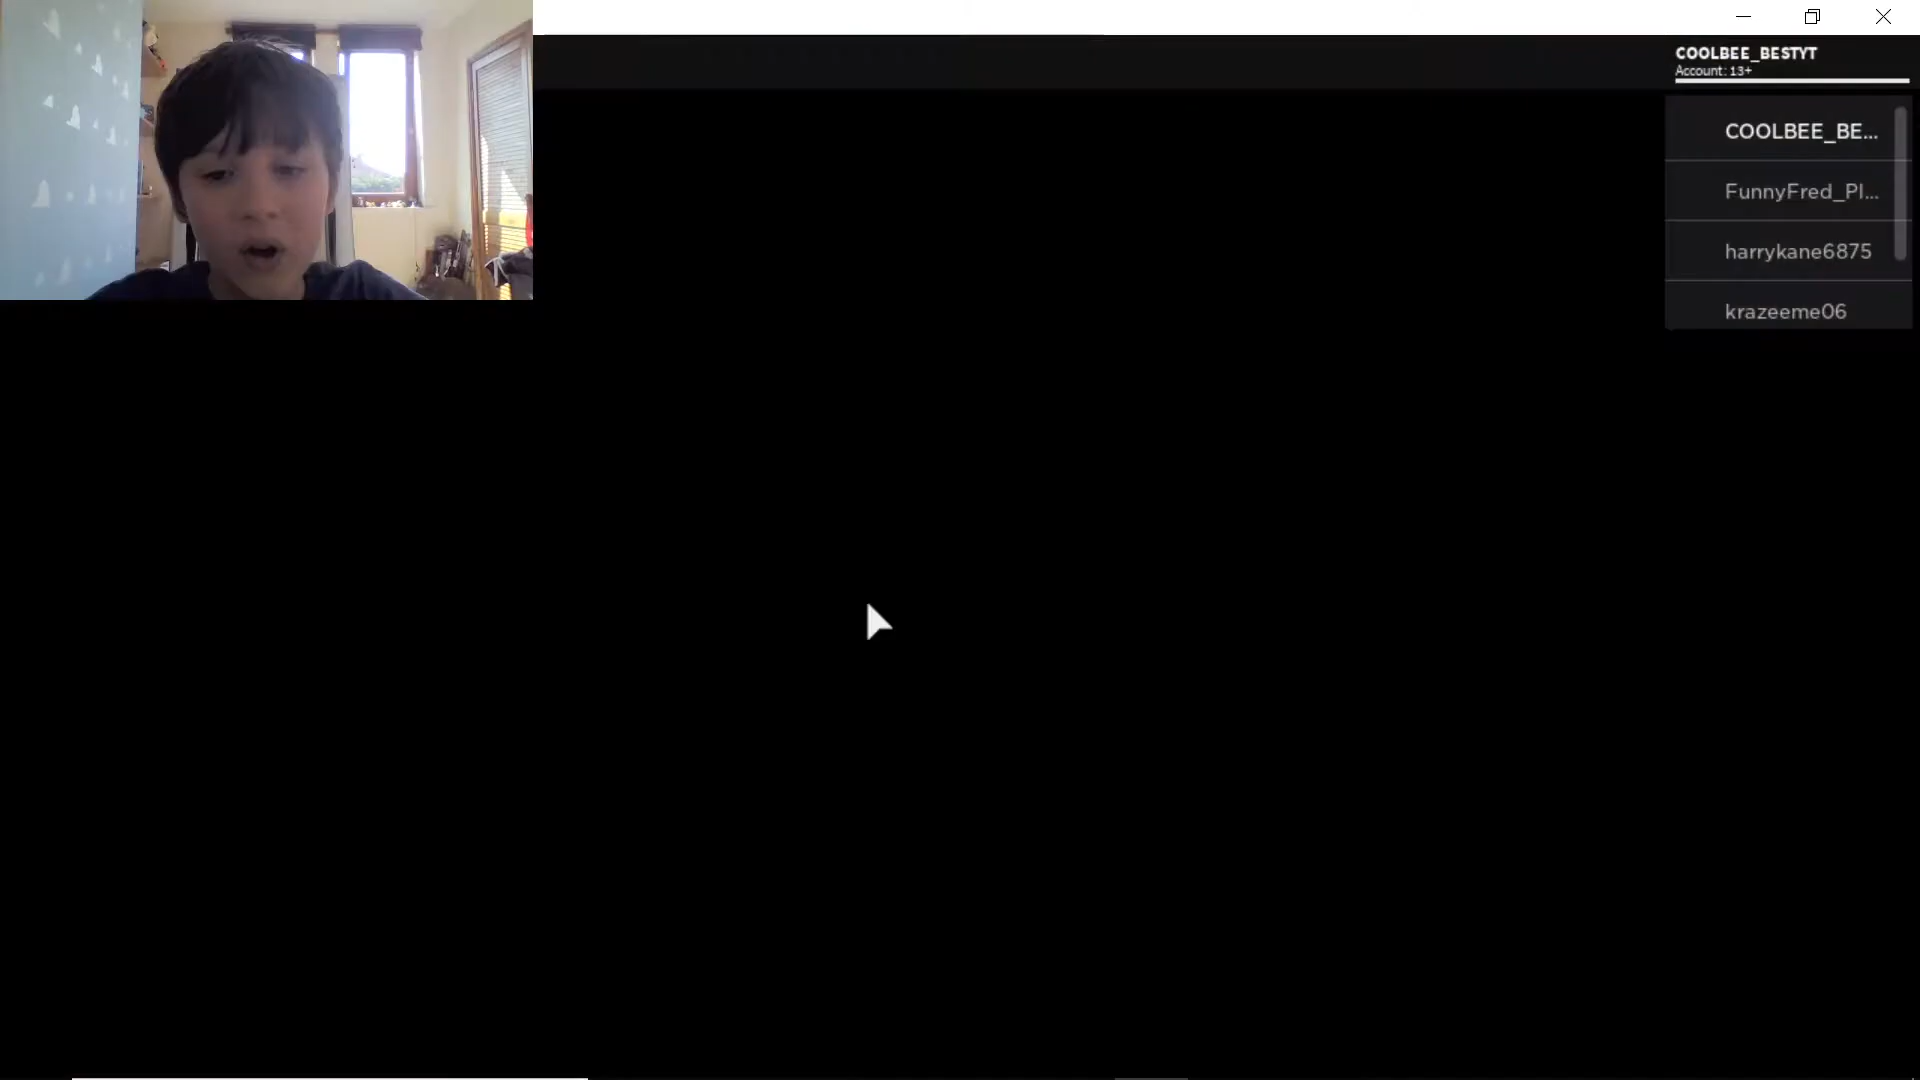 COOLBEE_BESTYT
Account: 13+
COOLBEE_BE...
FunnyFred_Pl...
harrykane6875
krazeeme06